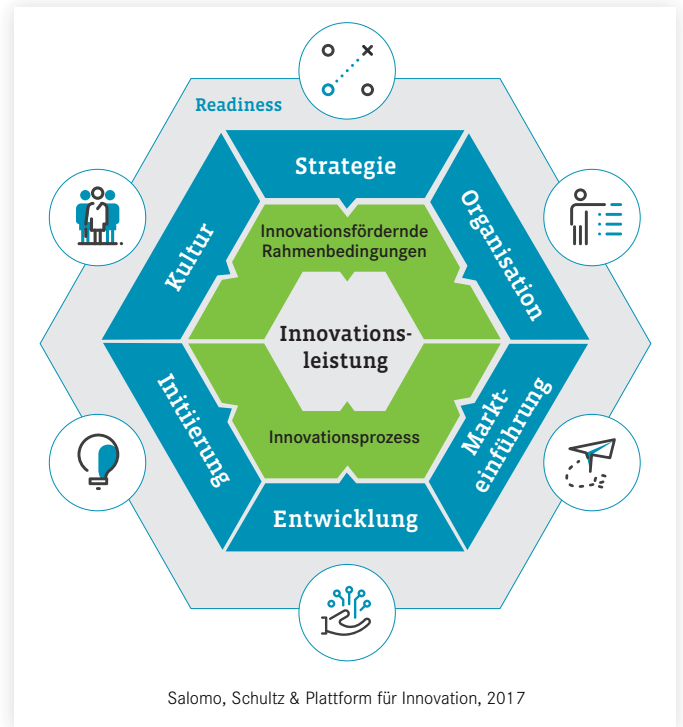 Readiness
Strategie
Kultur
Organisation
Innovationsfördernde
Rahmenbedingungen
Innovations-
leistung
Initiierung
Innovationsprozess
Markt-
einführung
Entwicklung
Salomo, Schultz & Plattform für Innovation, 2017